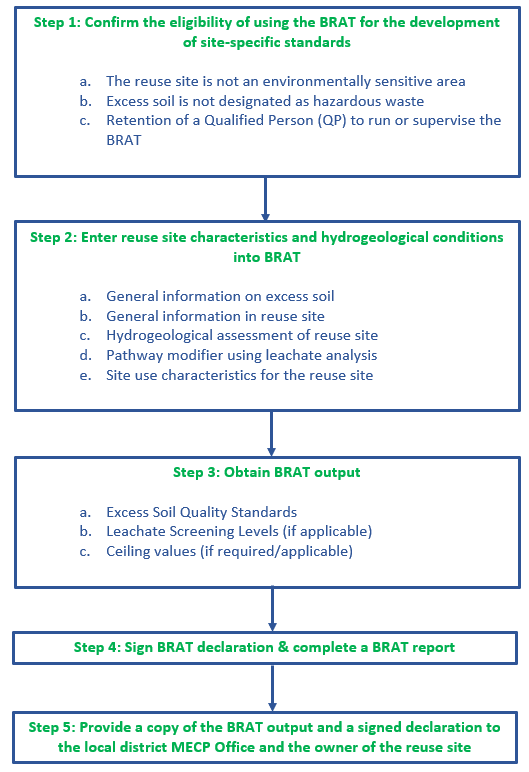 Step 1: Confirm the eligibility of using the BRAT for the development
of site-specific standards
a. The reuse site is not an environmentally sensitive area
b. Excess soil is not designated as hazardous waste
c. Retention of a Qualified Person (QP) to run or supervise the
BRAT
Step 2: Enter reuse site characteristics and hydrogeological conditions
into BRAT
a. General information on excess soil
b. General information in reuse site
c. Hydrogeological assessment of reuse site
d. Pathway modifier using leachate analysis
e. Site use characteristics for the reuse site
Step 3: Obtain BRAT output
a. Excess Soil Quality Standards
b. Leachate Screening Levels (if applicable)
c. Ceiling values (if required/applicable)
Step 4: Sign BRAT declaration & complete a BRAT report
Step 5: Provide a copy of the BRAT output and a signed declaration to
the local district MECP Office and the owner of the reuse site